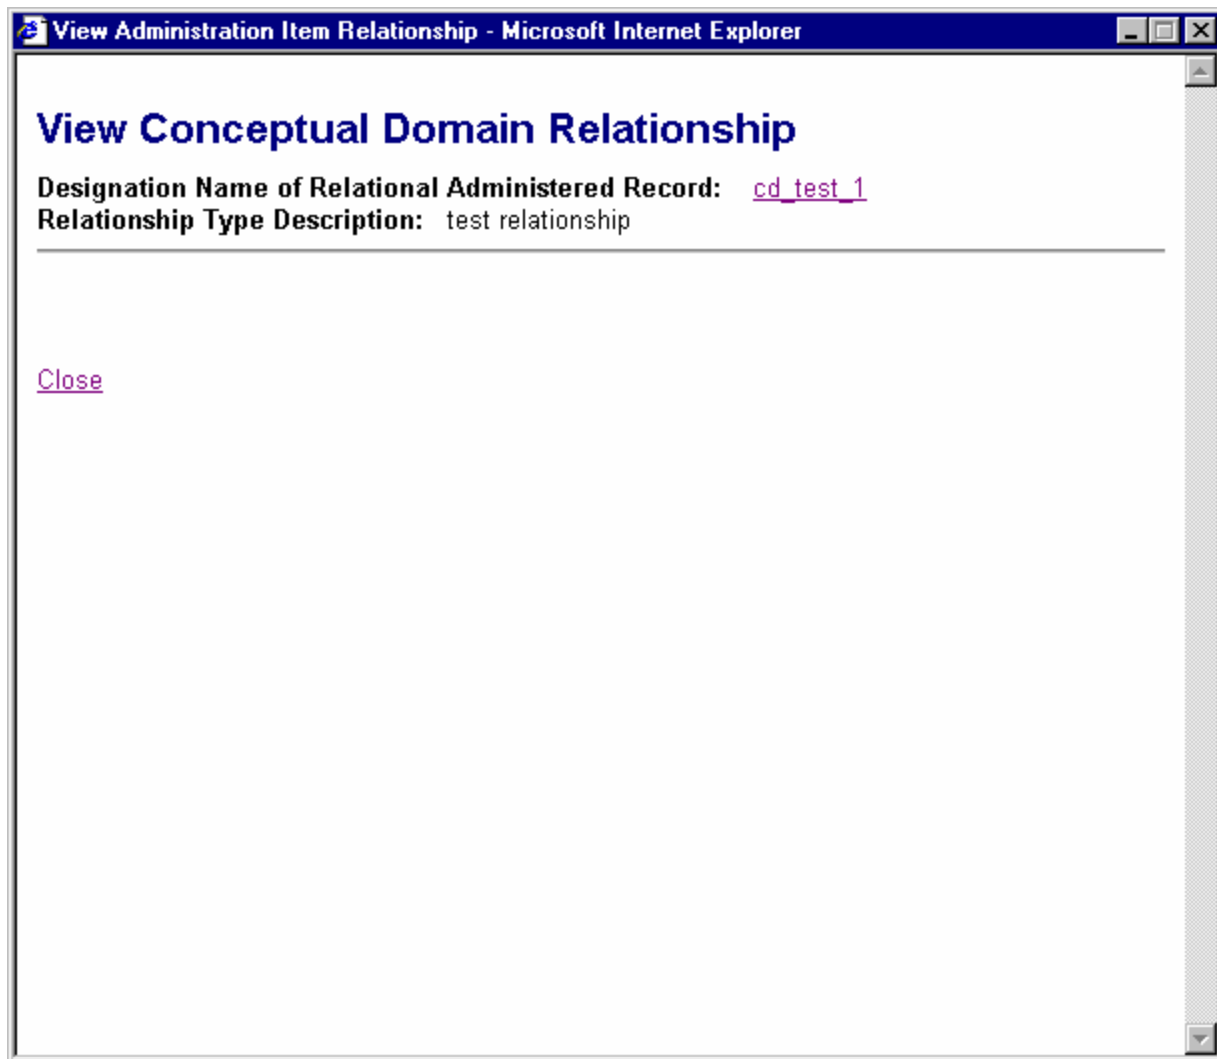 View Administration Item Relationship - Microsoft Internet Explorer
View Conceptual Domain Relationship
Designation Name of Relational Administered Record: cd_test_1
Relationship Type Description: test relationship
Close